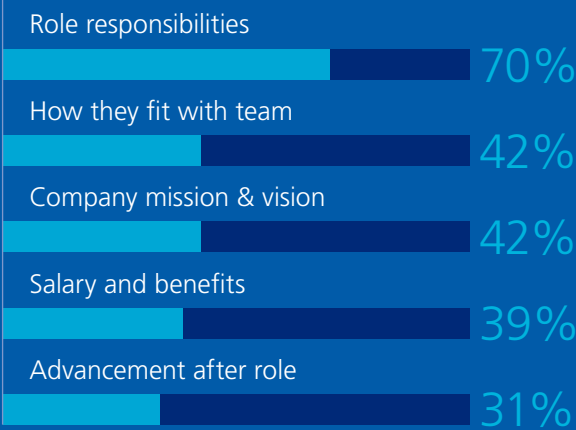 Role responsibilities
70%
How they fit with team
42%
Company mission & vision
42%
Salary and benefits
39%
Advancement after role
31%